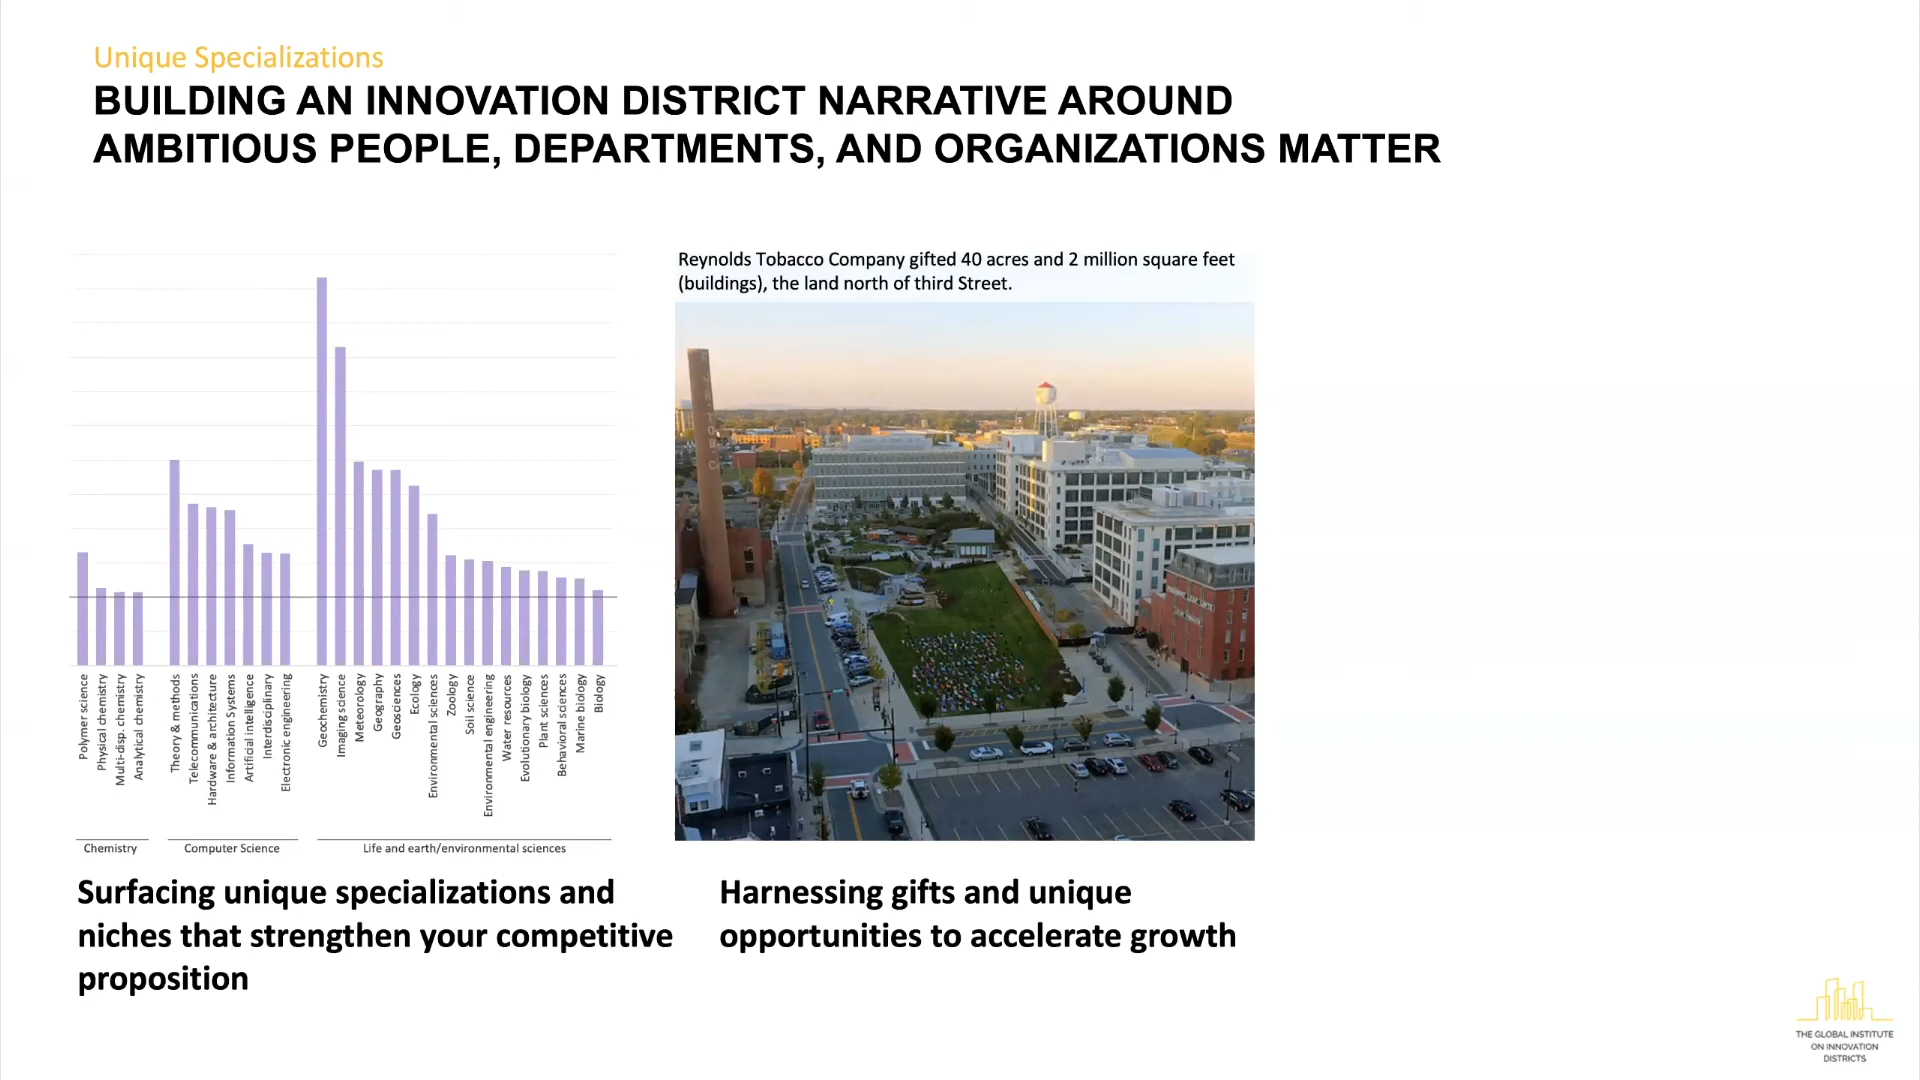 Unique Specializations
BUILDING AN INNOVATION DISTRICT NARRATIVE AROUND
AMBITIOUS PEOPLE, DEPARTMENTS, AND ORGANIZATIONS MATTER
Polymer science
Physical chemistry
Multi-disp. chemistry
Analytical chemistry
Theory & methods
Telecommunications
Hardware & architecture
Information Systems
Artificial intelligence
Interdisciplinary
Electronic engineering
Geochemistry
Imaging science
Meteorology
Geography
Geosciences
Ecology
Environmental sciences
Zoology
Soil science
Environmental engineering
Water resources
Evolutionary biology
Plant sciences
Behavioral sciences
Marine biology
Biology
Chemistry
Computer Science
Life and earth/environmental sciences
Surfacing unique specializations and
niches that strengthen your competitive
proposition
Reynolds Tobacco Company gifted 40 acres and 2 million square feet
(buildings), the land north of third Street.
Harnessing gifts and unique
opportunities to accelerate growth
THE GLOBAL INSTITUTE
ON INNOVATION
DISTRICTS